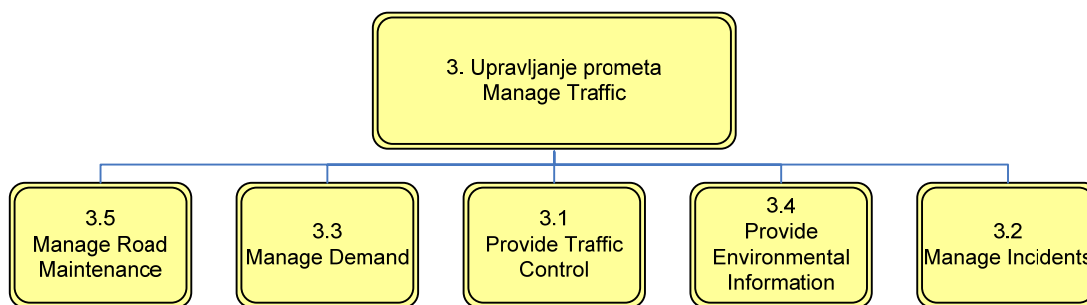 3. Upravljanje prometa
Manage Traffic
3.5
Manage Road
Maintenance
3.3
Manage Demand
3.1
Provide Traffic
Control
3.4
Provide
Environmental
Information
3.2
Manage Incidents